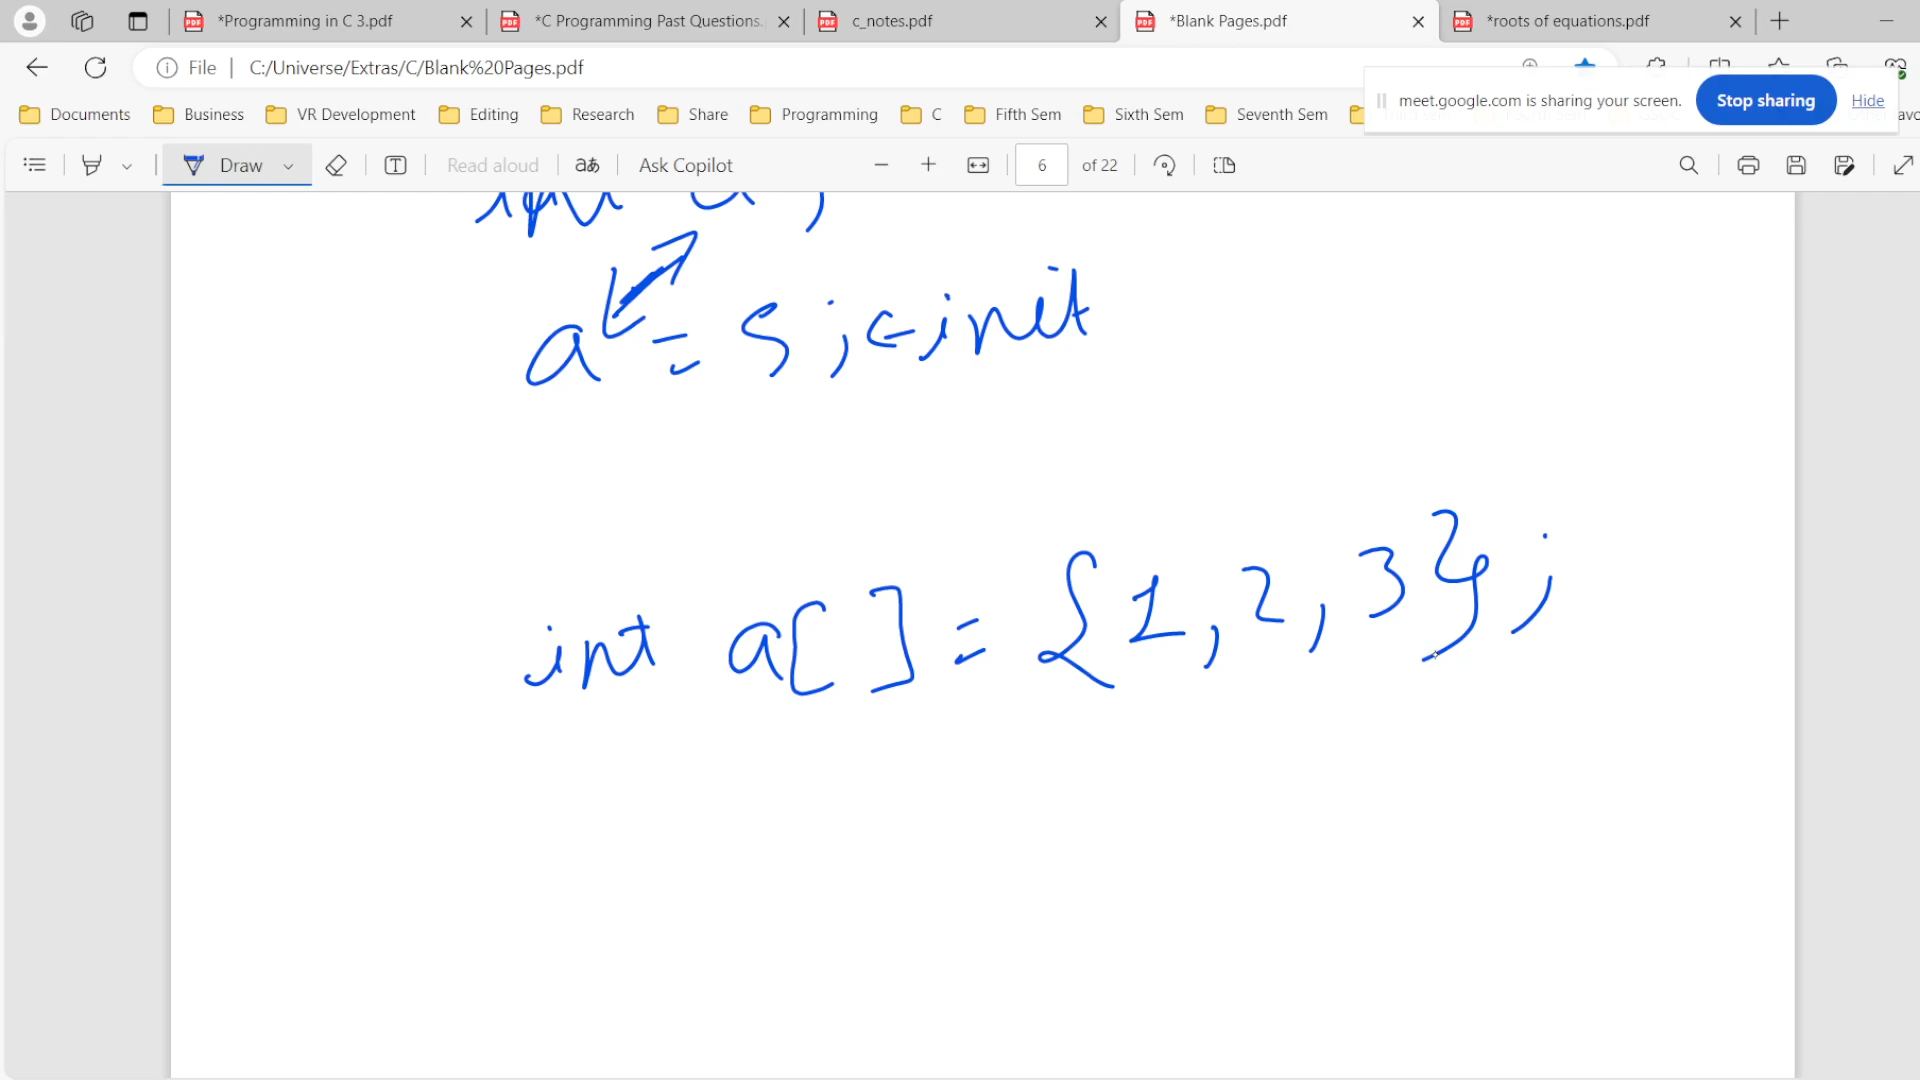 *Programming in C 3.pdf
*C Programming Past Questions.
c_notes.pdf
*Blank Pages.pdf
*roots of equations.pdf
File | C:/Universe/Extras/C/Blank%20Pages.pdf
meet.google.com is sharing your screen.
Stop sharing
Hide
Documents
Business
VR Development
Editing
Research
Share
Programming
C
Fifth Sem
Sixth Sem
Seventh Sem
Draw
Read aloud
aあ
Ask Copilot
6 of 22
a = 5 ; ← init
int a[ ] = {1, 2, 3} ;